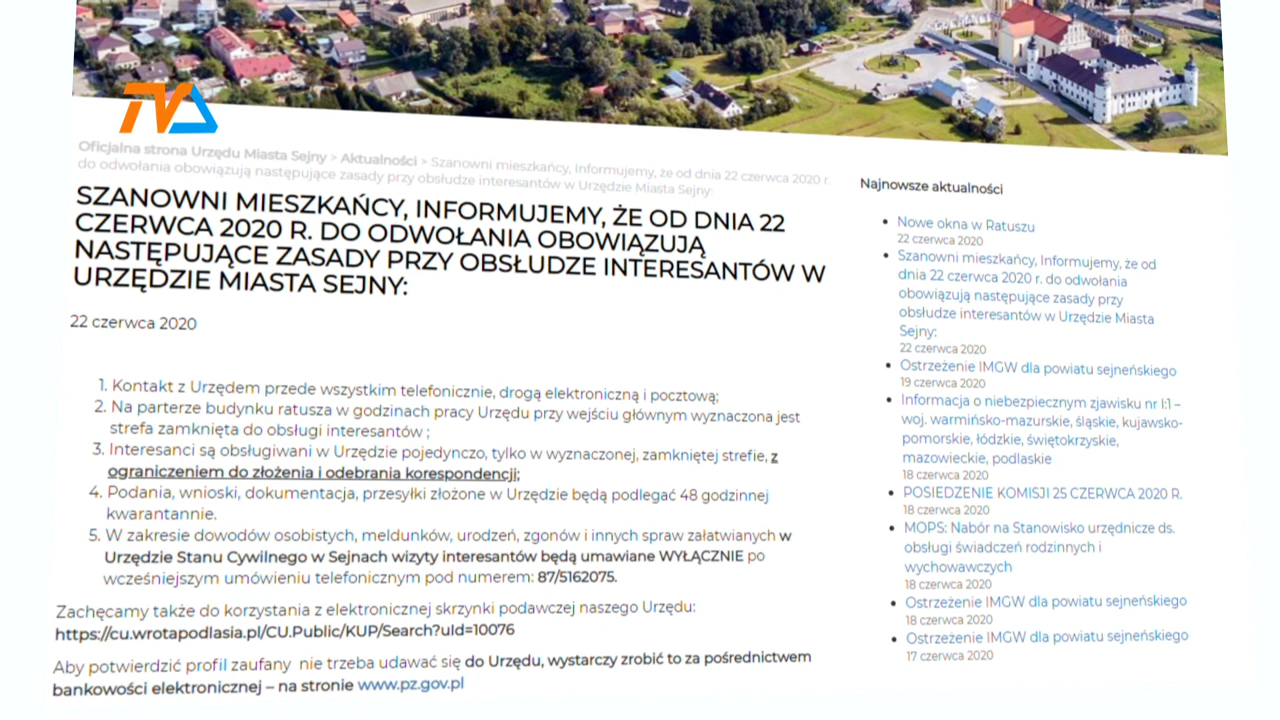 TVA
Oficjalna strona Urzędu Miasta Sejny > Aktualności > Szanowni mieszkańcy, Informujemy, że od dnia 22 czerwca 2020 r.
do odwołania obowiązują następujące zasady przy obsłudze interesantów w Urzędzie Miasta Sejny:
SZANOWNI MIESZKAŃCY, INFORMUJEMY, ŻE OD DNIA 22
CZERWCA 2020 R. DO ODWOŁANIA OBOWIĄZUJĄ
NASTĘPUJĄCE ZASADY PRZY OBSŁUDZE INTERESANTÓW W
URZĘDZIE MIASTA SEJNY:
22 czerwca 2020
1. Kontakt z Urzędem przede wszystkim telefonicznie, drogą elektroniczną i pocztową;
2. Na parterze budynku ratusza w godzinach pracy Urzędu przy wejściu głównym wyznaczona jest
strefa zamknięta do obsługi interesantów ;
3. Interesanci są obsługiwani w Urzędzie pojedynczo, tylko w wyznaczonej, zamkniętej strefie, z
ograniczeniem do złożenia i odebrania korespondencji;
4. Podania, wnioski, dokumentacja, przesyłki złożone w Urzędzie będą podlegać 48 godzinnej
kwarantannie.
5. W zakresie dowodów osobistych, meldunków, urodzeń, zgonów i innych spraw załatwianych w
Urzędzie Stanu Cywilnego w Sejnach wizyty interesantów będą umawiane WYŁĄCZNIE po
wcześniejszym umówieniu telefonicznym pod numerem: 87/5162075.
Zachęcamy także do korzystania z elektronicznej skrzynki podawczej naszego Urzędu:
https://cu.wrotapodlasia.pl/CU.Public/KUP/Search?uId=10076
Aby potwierdzić profil zaufany nie trzeba udawać się do Urzędu, wystarczy zrobić to za pośrednictwem
bankowości elektronicznej – na stronie www.pz.gov.pl
Najnowsze aktualności
Nowe okna w Ratuszu
22 czerwca 2020
Szanowni mieszkańcy, Informujemy, że od
dnia 22 czerwca 2020 r. do odwołania
obowiązują następujące zasady przy
obsłudze interesantów w Urzędzie Miasta
Sejny:
22 czerwca 2020
Ostrzeżenie IMGW dla powiatu sejneńskiego
19 czerwca 2020
Informacja o niebezpiecznym zjawisku nr I:1 –
woj. warmińsko-mazurskie, śląskie, kujawsko-
pomorskie, łódzkie, świętokrzyskie,
mazowieckie, podlaskie
18 czerwca 2020
POSIEDZENIE KOMISJI 25 CZERWCA 2020 R.
18 czerwca 2020
MOPS: Nabór na Stanowisko urzędnicze ds.
obsługi świadczeń rodzinnych i
wychowawczych
18 czerwca 2020
Ostrzeżenie IMGW dla powiatu sejneńskiego
18 czerwca 2020
Ostrzeżenie IMGW dla powiatu sejneńskiego
17 czerwca 2020